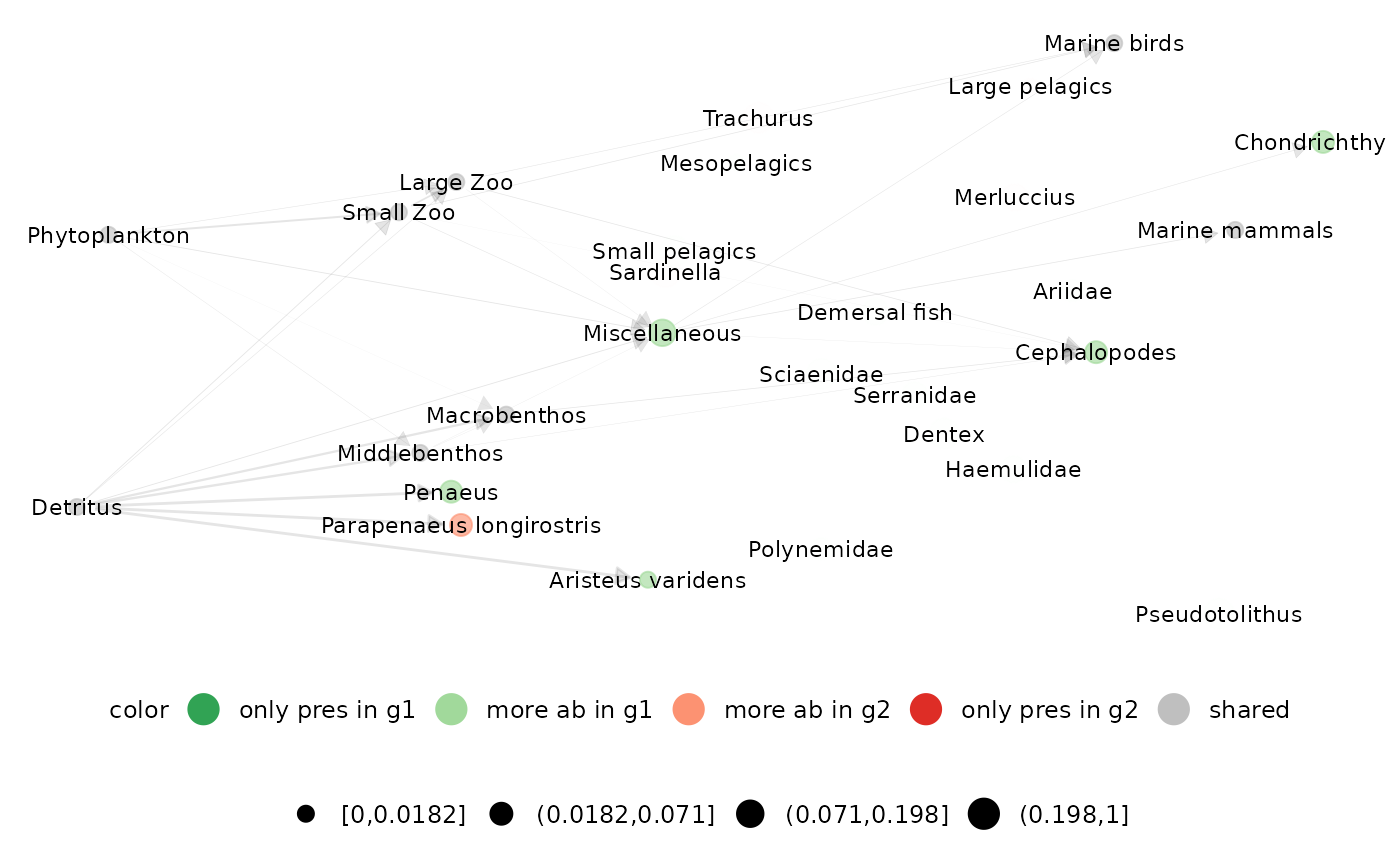 Marine birds
Large pelagics
Trachurus
Chondrichthy
Mesopelagics
Large Zoo
Merluccius
Small Zoo
Marine mammals
Phytoplankton
Small pelagics
Sardinella
Ariidae
Demersal fish
Miscellaneous
Cephalopodes
Sciaenidae
Serranidae
Macrobenthos
Dentex
Middlebenthos
Haemulidae
Penaeus
Detritus
Parapenaeus longirostris
Polynemidae
Aristeus varidens
Pseudotolithus
color only pres in g1 more ab in g1 more ab in g2 only pres in g2 shared
[0,0.0182] (0.0182,0.071] (0.071,0.198] (0.198,1]